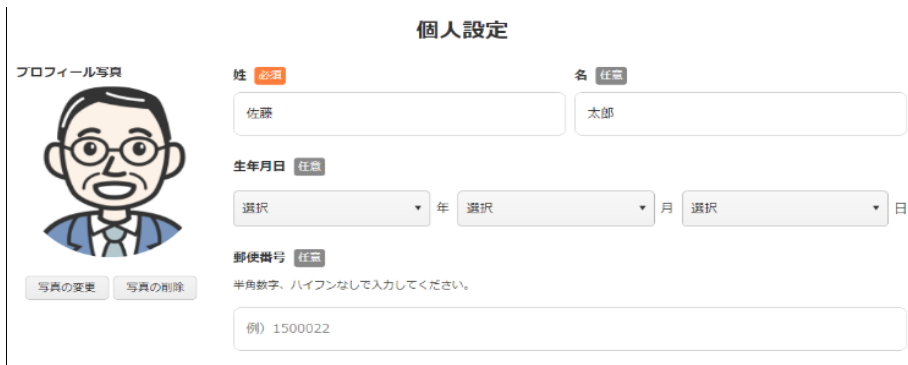 個人設定
プロフィール写真
写真の変更 写真の削除
姓 必須 名 任意
佐藤 太郎
生年月日 任意
選択 年 選択 月 選択 日
郵便番号 任意
半角数字、ハイフンなしで入力してください。
例）1500022